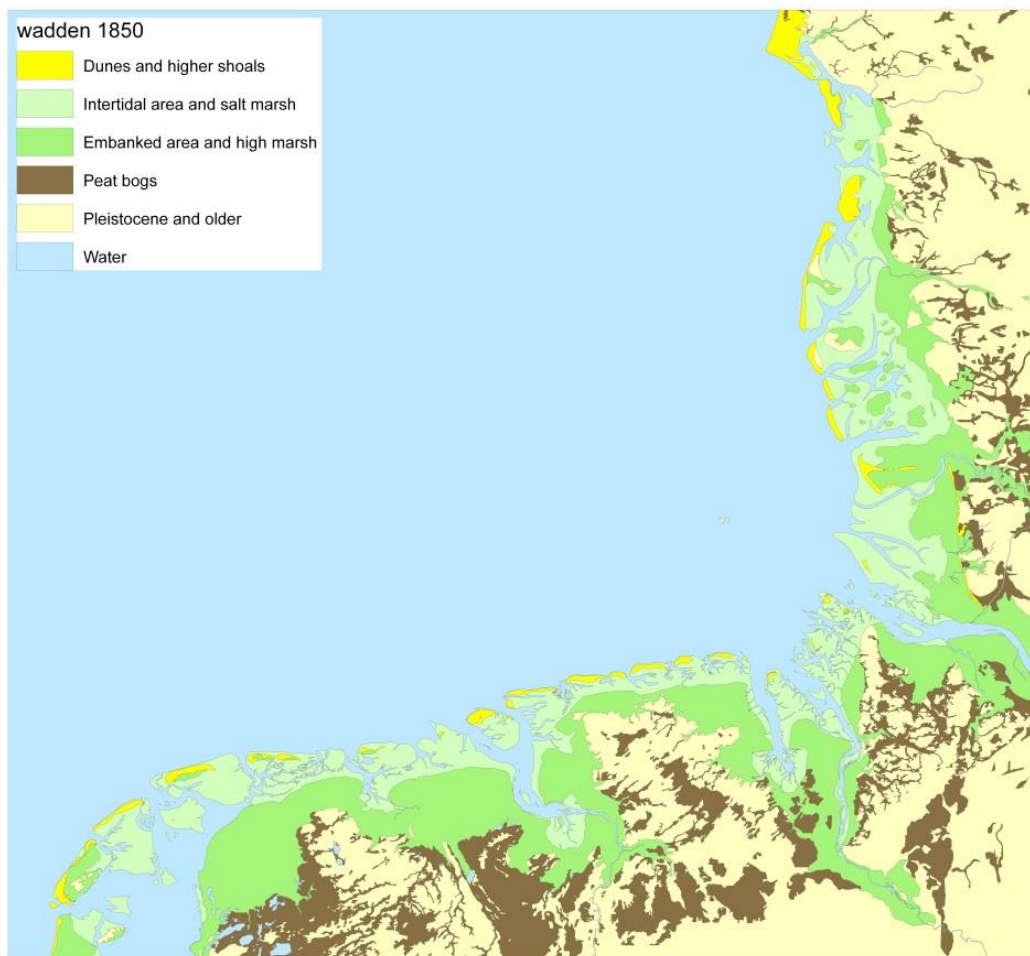 wadden 1850
Dunes and higher shoals
Intertidal area and salt marsh
Embanked area and high marsh
Peat bogs
Pleistocene and older
Water